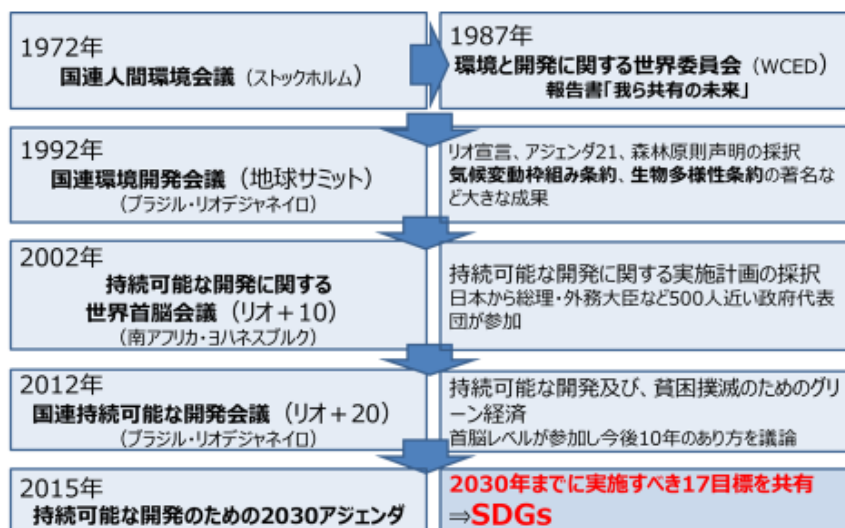 1972年
国連人間環境会議（ストックホルム）
1987年
環境と開発に関する世界委員会（WCED）
報告書「我ら共有の未来」
1992年
国連環境開発会議（地球サミット）
（ブラジル・リオデジャネイロ）
リオ宣言、アジェンダ21、森林原則声明の採択
気候変動枠組み条約、生物多様性条約の著名な
ど大きな成果
2002年
持続可能な開発に関する
世界首脳会議（リオ＋10）
（南アフリカ・ヨハネスブルク）
持続可能な開発に関する実施計画の採択
日本から総理・外務大臣など500人近い政府代表
団が参加
2012年
国連持続可能な開発会議（リオ＋20）
（ブラジル・リオデジャネイロ）
持続可能な開発及び、貧困撲滅のためのグリ
ーン経済
首脳レベルが参加し今後10年のあり方を議論
2015年
持続可能な開発のための2030アジェンダ
2030年までに実施すべき17目標を共有
⇒SDGs